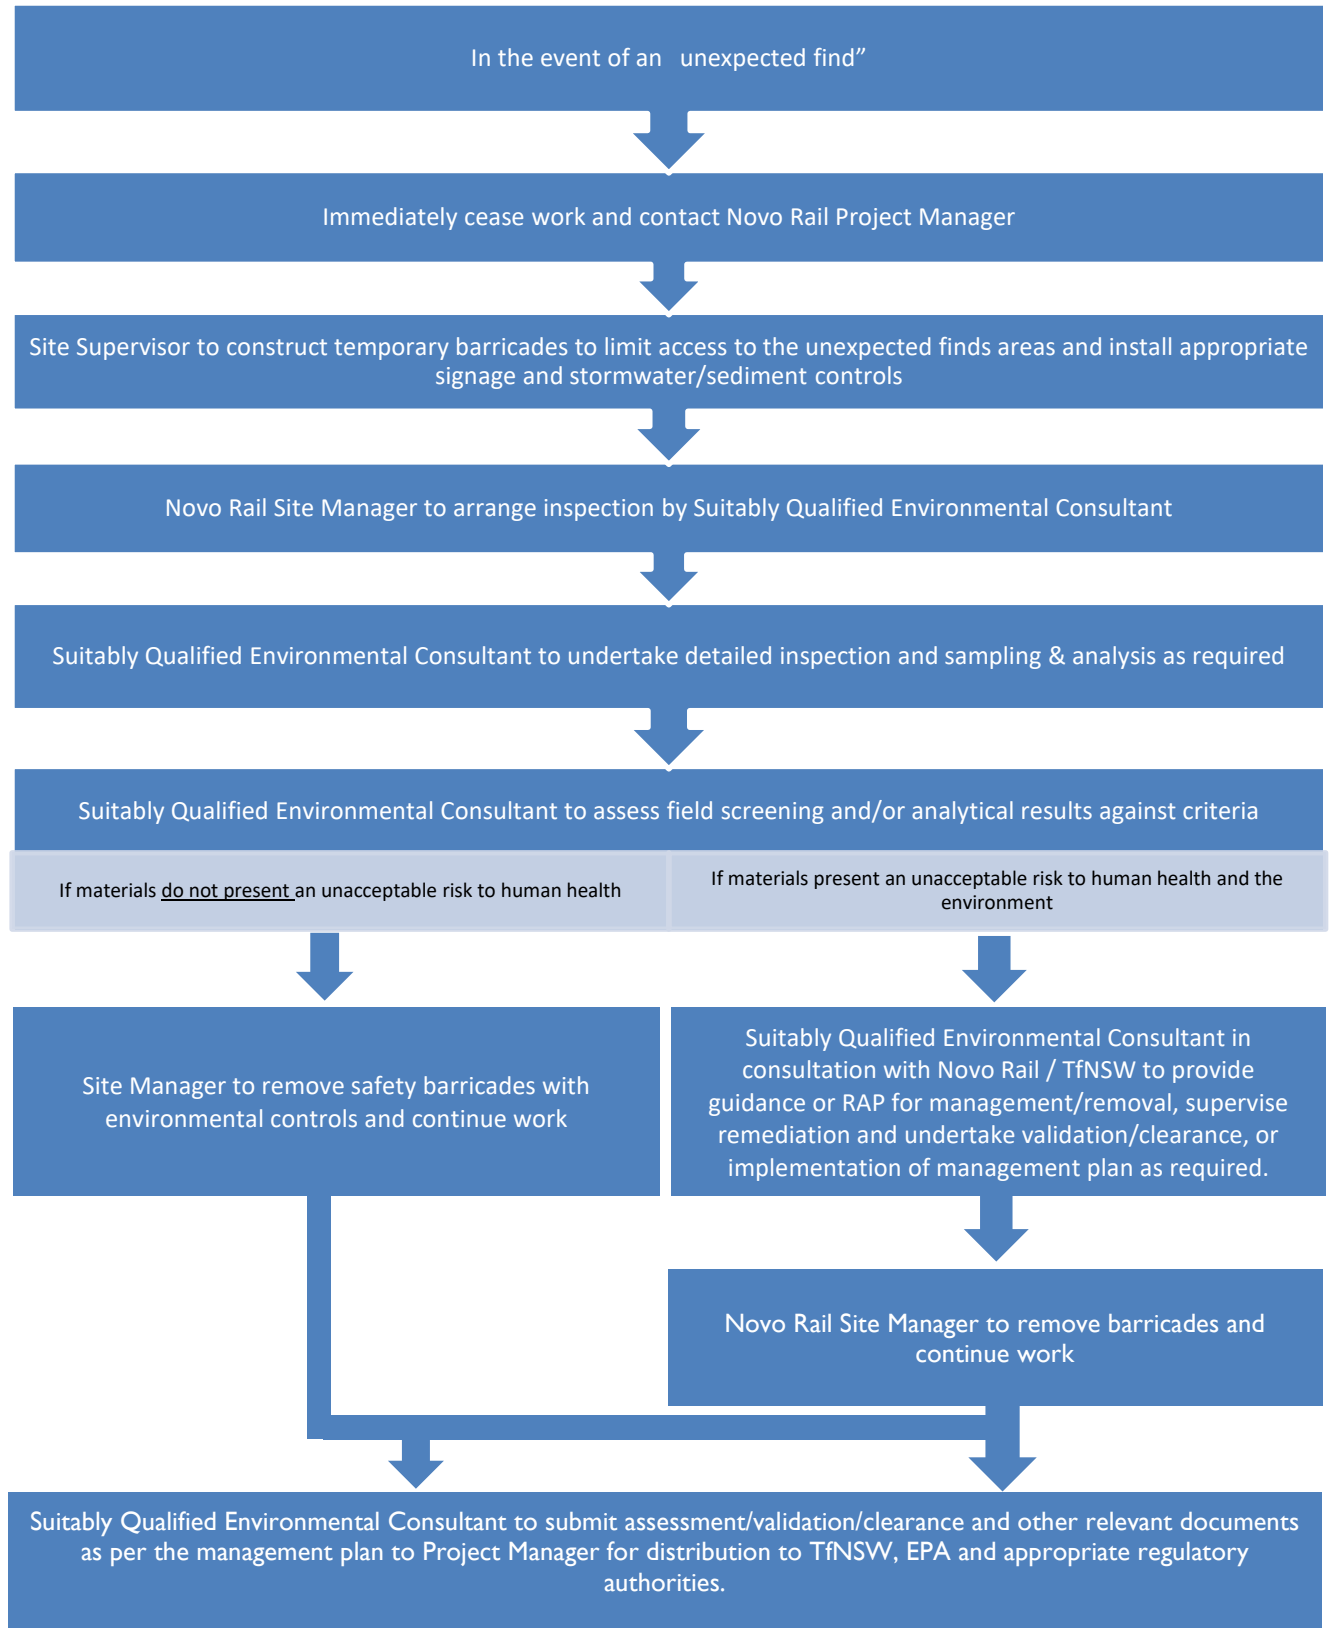 In the event of an unexpected find”
Immediately cease work and contact Novo Rail Project Manager
Site Supervisor to construct temporary barricades to limit access to the unexpected finds areas and install appropriate
signage and stormwater/sediment controls
Novo Rail Site Manager to arrange inspection by Suitably Qualified Environmental Consultant
Suitably Qualified Environmental Consultant to undertake detailed inspection and sampling & analysis as required
Suitably Qualified Environmental Consultant to assess field screening and/or analytical results against criteria
If materials do not present an unacceptable risk to human health
If materials present an unacceptable risk to human health and the
environment
Site Manager to remove safety barricades with
environmental controls and continue work
Suitably Qualified Environmental Consultant in
consultation with Novo Rail / TfNSW to provide
guidance or RAP for management/removal, supervise
remediation and undertake validation/clearance, or
implementation of management plan as required.
Novo Rail Site Manager to remove barricades and
continue work
Suitably Qualified Environmental Consultant to submit assessment/validation/clearance and other relevant documents
as per the management plan to Project Manager for distribution to TfNSW, EPA and appropriate regulatory
authorities.